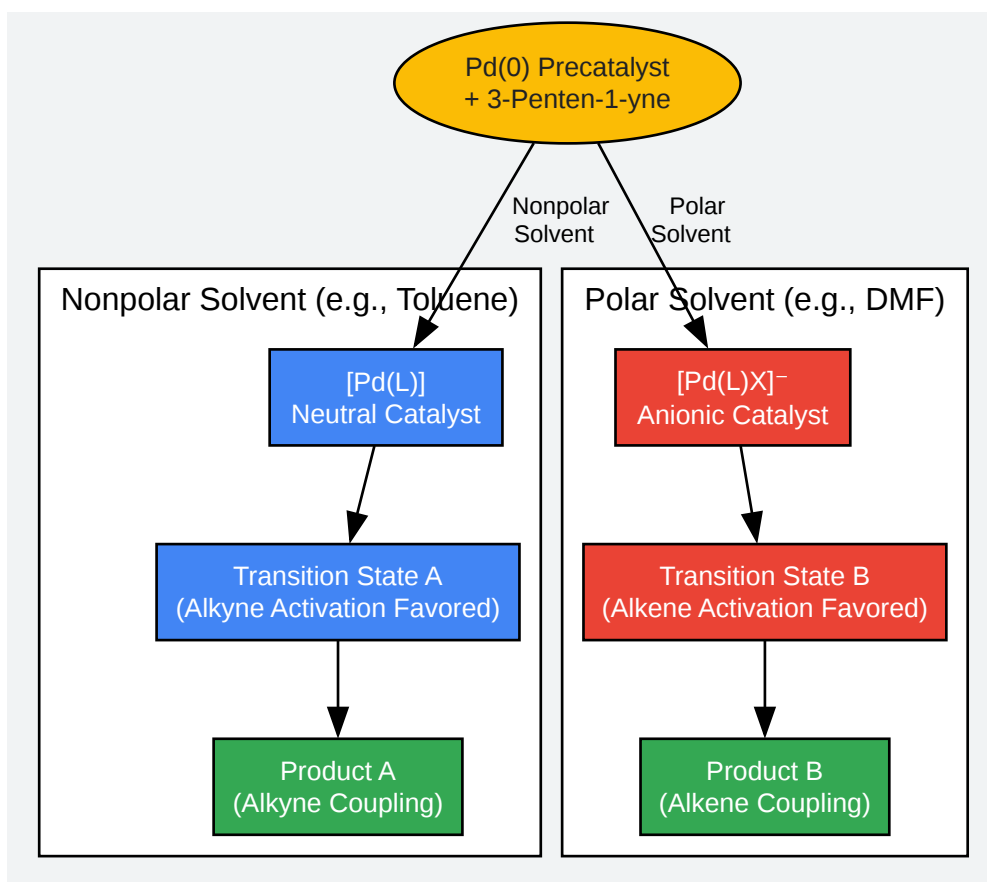 Pd(0) Precatalyst
+ 3-Penten-1-yne
Nonpolar
Solvent
Polar
Solvent
Nonpolar Solvent (e.g., Toluene)
[Pd(L)]
Neutral Catalyst
Transition State A
(Alkyne Activation Favored)
Product A
(Alkyne Coupling)
Polar Solvent (e.g., DMF)
[Pd(L)X]⁻
Anionic Catalyst
Transition State B
(Alkene Activation Favored)
Product B
(Alkene Coupling)